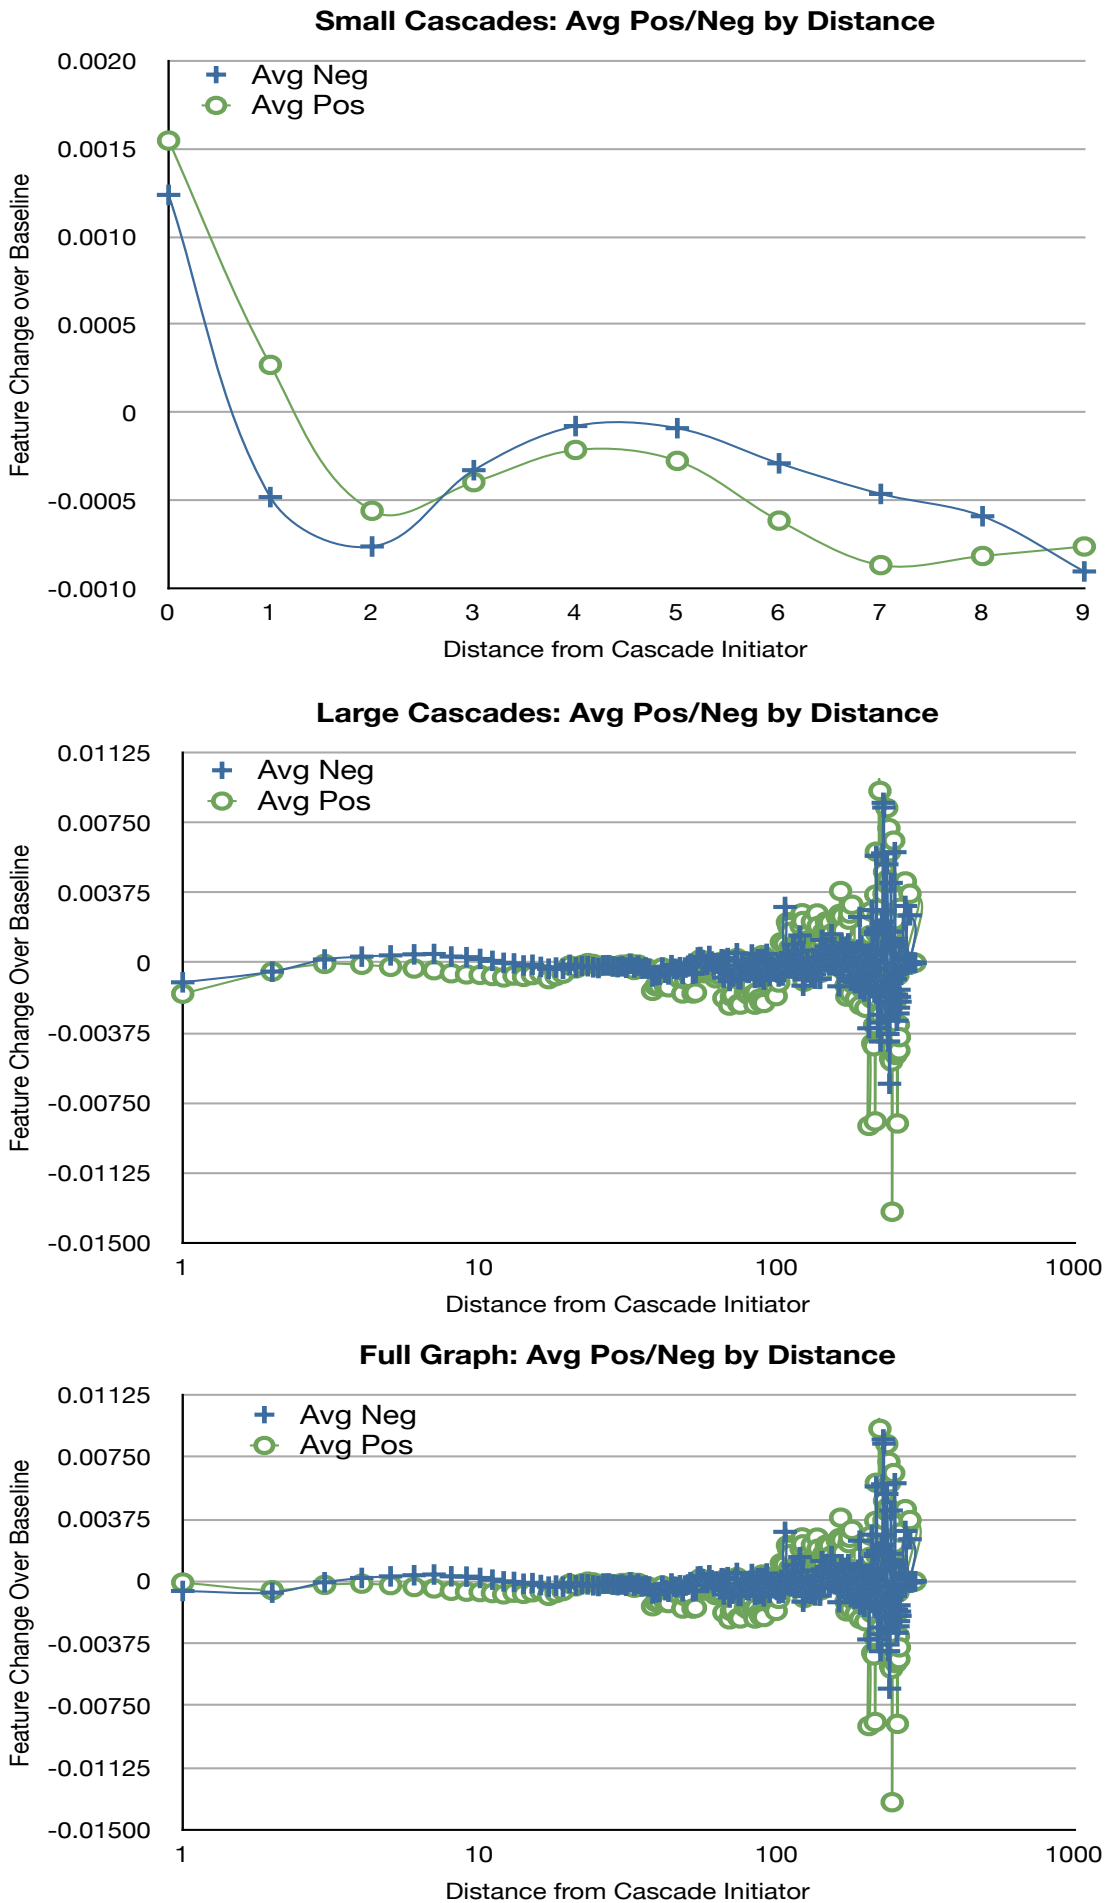 Small Cascades: Avg Pos/Neg by Distance
0.0020
Avg Neg
Avg Pos
0.0015
0.0010
0.0005
0
-0.0005
-0.0010
Feature Change over Baseline
0 1 2 3 4 5 6 7 8 9
Distance from Cascade Initiator
Large Cascades: Avg Pos/Neg by Distance
0.01125
Avg Neg
Avg Pos
0.00750
0.00375
0
-0.00375
-0.00750
-0.01125
-0.01500
Feature Change Over Baseline
1 10 100 1000
Distance from Cascade Initiator
Full Graph: Avg Pos/Neg by Distance
0.01125
Avg Neg
Avg Pos
0.00750
0.00375
0
-0.00375
-0.00750
-0.01125
-0.01500
Feature Change Over Baseline
1 10 100 1000
Distance from Cascade Initiator